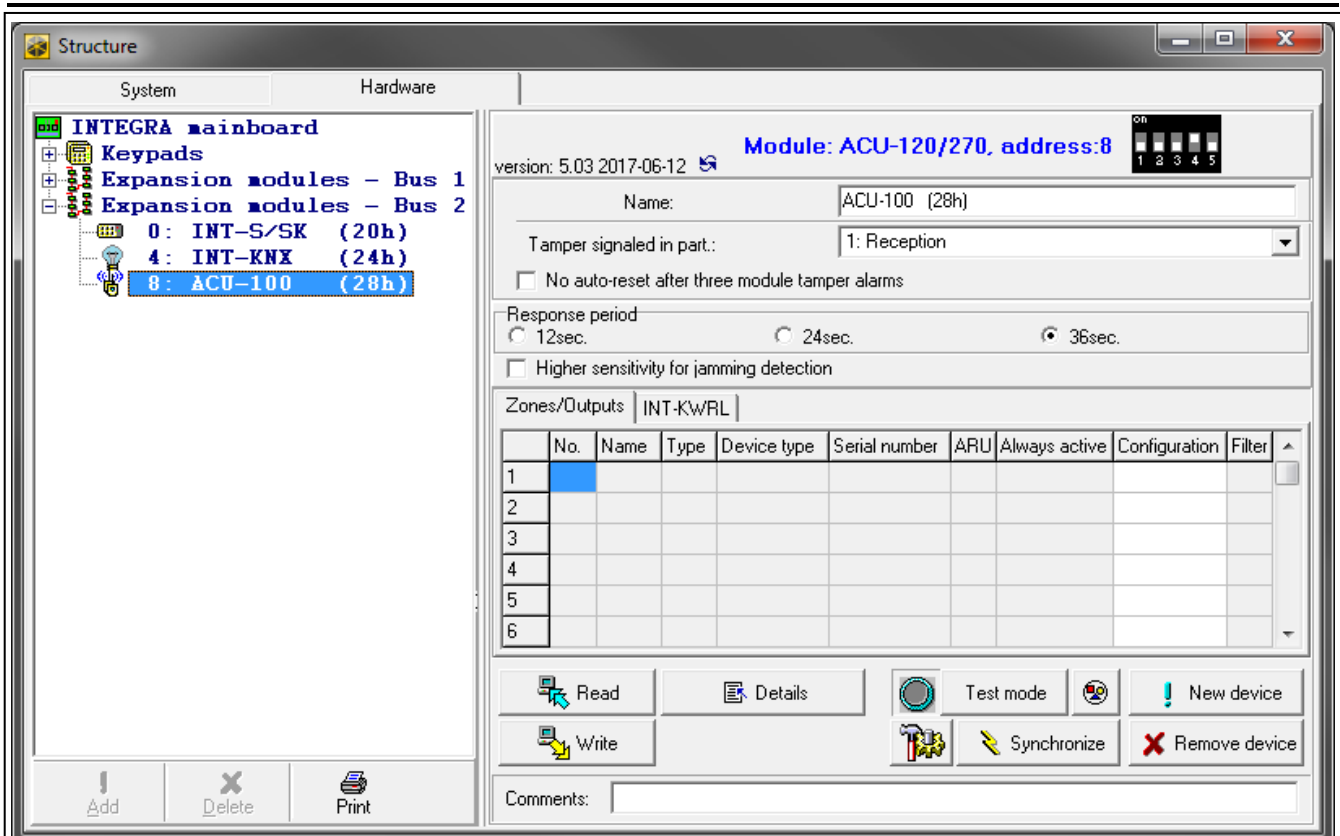 Structure
System Hardware
INTEGRA mainboard
Keypads
Expansion modules - Bus 1
Expansion modules - Bus 2
0: INT-S/SK (20h)
4: INT-KNX (24h)
8: ACU-100 (28h)
Add Delete Print
version: 5.03 2017-06-12 Module: ACU-120/270, address:8
on
1 2 3 4 5
Name: ACU-100 (28h)
Tamper signaled in part.: 1: Reception
No auto-reset after three module tamper alarms
Response period
12sec. 24sec. 36sec.
Higher sensitivity for jamming detection
Zones/Outputs INT-KWRL
No. Name Type Device type Serial number ARU Always active Configuration Filter
1
2
3
4
5
6
Read Details Test mode New device
Write Synchronize Remove device
Comments: